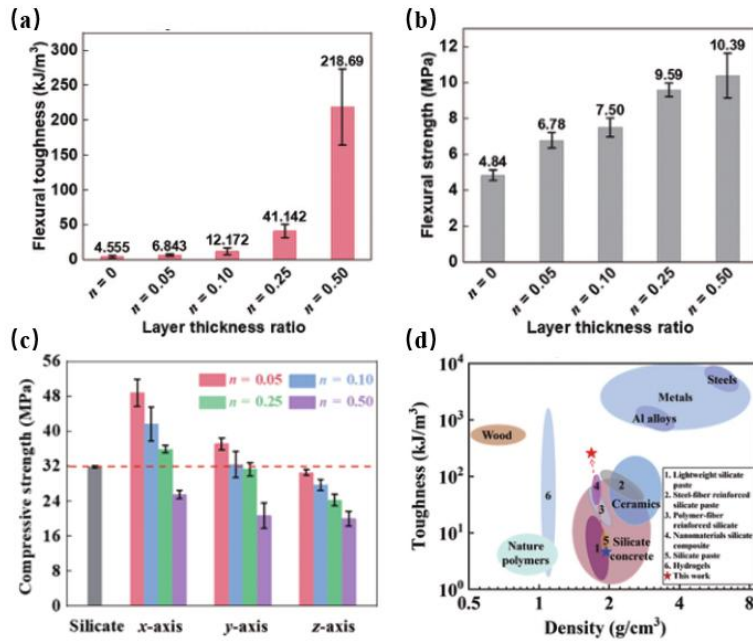 (a)
Flexural toughness (kJ/m³)
300
250
200
150
100
50
0
4.555
6.843
12.172
41.142
218.69
n = 0
n = 0.05
n = 0.10
n = 0.25
n = 0.50
Layer thickness ratio
(b)
Flexural strength (MPa)
12
10
8
6
4
2
0
4.84
6.78
7.50
9.59
10.39
n = 0
n = 0.05
n = 0.10
n = 0.25
n = 0.50
Layer thickness ratio
(c)
Compressive strength (MPa)
56
48
40
32
24
16
8
0
n = 0.05
n = 0.10
n = 0.25
n = 0.50
Silicate
x-axis
y-axis
z-axis
(d)
Toughness (kJ/m³)
10⁴
10³
10²
10¹
10⁰
Steels
Metals
Al alloys
Wood
6
4
2
3
Ceramics
Nature
polymers
5
1
Silicate
concrete
1, Lightweight silicate
paste
2, Steel-fiber reinforced
silicate paste
3, Polymer-fiber
reinforced silicate
4, Nanomaterials silicate
composite
5, Silicate paste
6, Hydrogels
This work
0.5
1
2
4
8
Density (g/cm³)